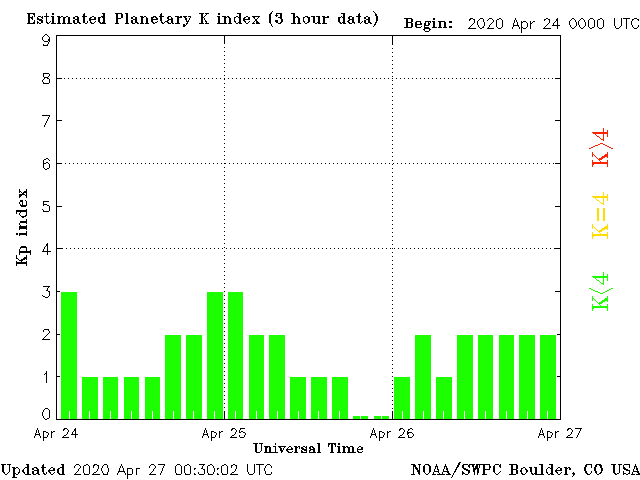 Estimated Planetary K index (3 hour data)
Begin: 2020 Apr 24 0000 UTC
9
8
7
6
5
4
3
2
1
0
Kp index
K>4
K=4
K<4
Apr 24
Apr 25
Apr 26
Apr 27
Universal Time
Updated 2020 Apr 27 00:30:02 UTC
NOAA/SWPC Boulder, CO USA